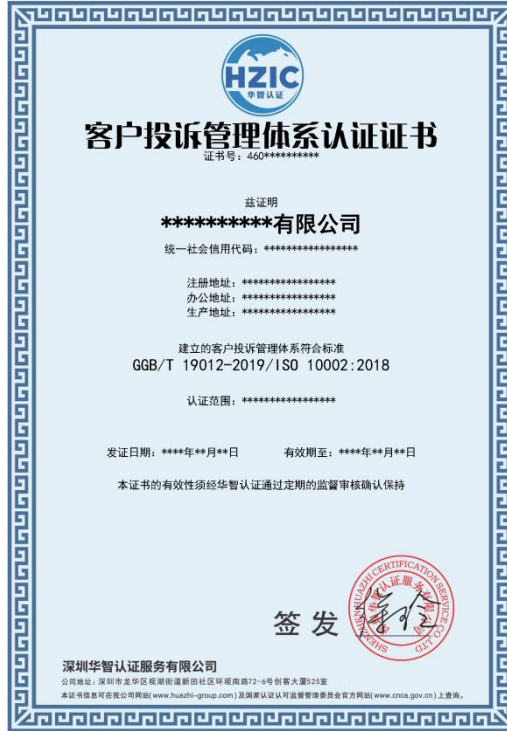 HZIC
华智认证
客户投诉管理体系认证证书
证书号：460**********
兹证明
**********有限公司
统一社会信用代码：*****************
注册地址：*****************
办公地址：*****************
生产地址：*****************
建立的客户投诉管理体系符合标准
GGB/T 19012-2019/ISO 10002:2018
认证范围：*****************
发证日期：****年**月**日 有效期至：****年**月**日
本证书的有效性须经华智认证通过定期的监督审核确认保持
签发
SHENZHEN HUAZHI CERTIFICATION SERVICE CO.,LTD
深圳华智认证服务有限公司
公司地址：深圳市龙华区观湖街道新田社区环观南路72-6号创客大厦525室
本证书信息可在我公司网站(www.huazhi-group.com)及国家认证认可监督管理委员会官方网站(www.cnca.gov.cn)上查询。